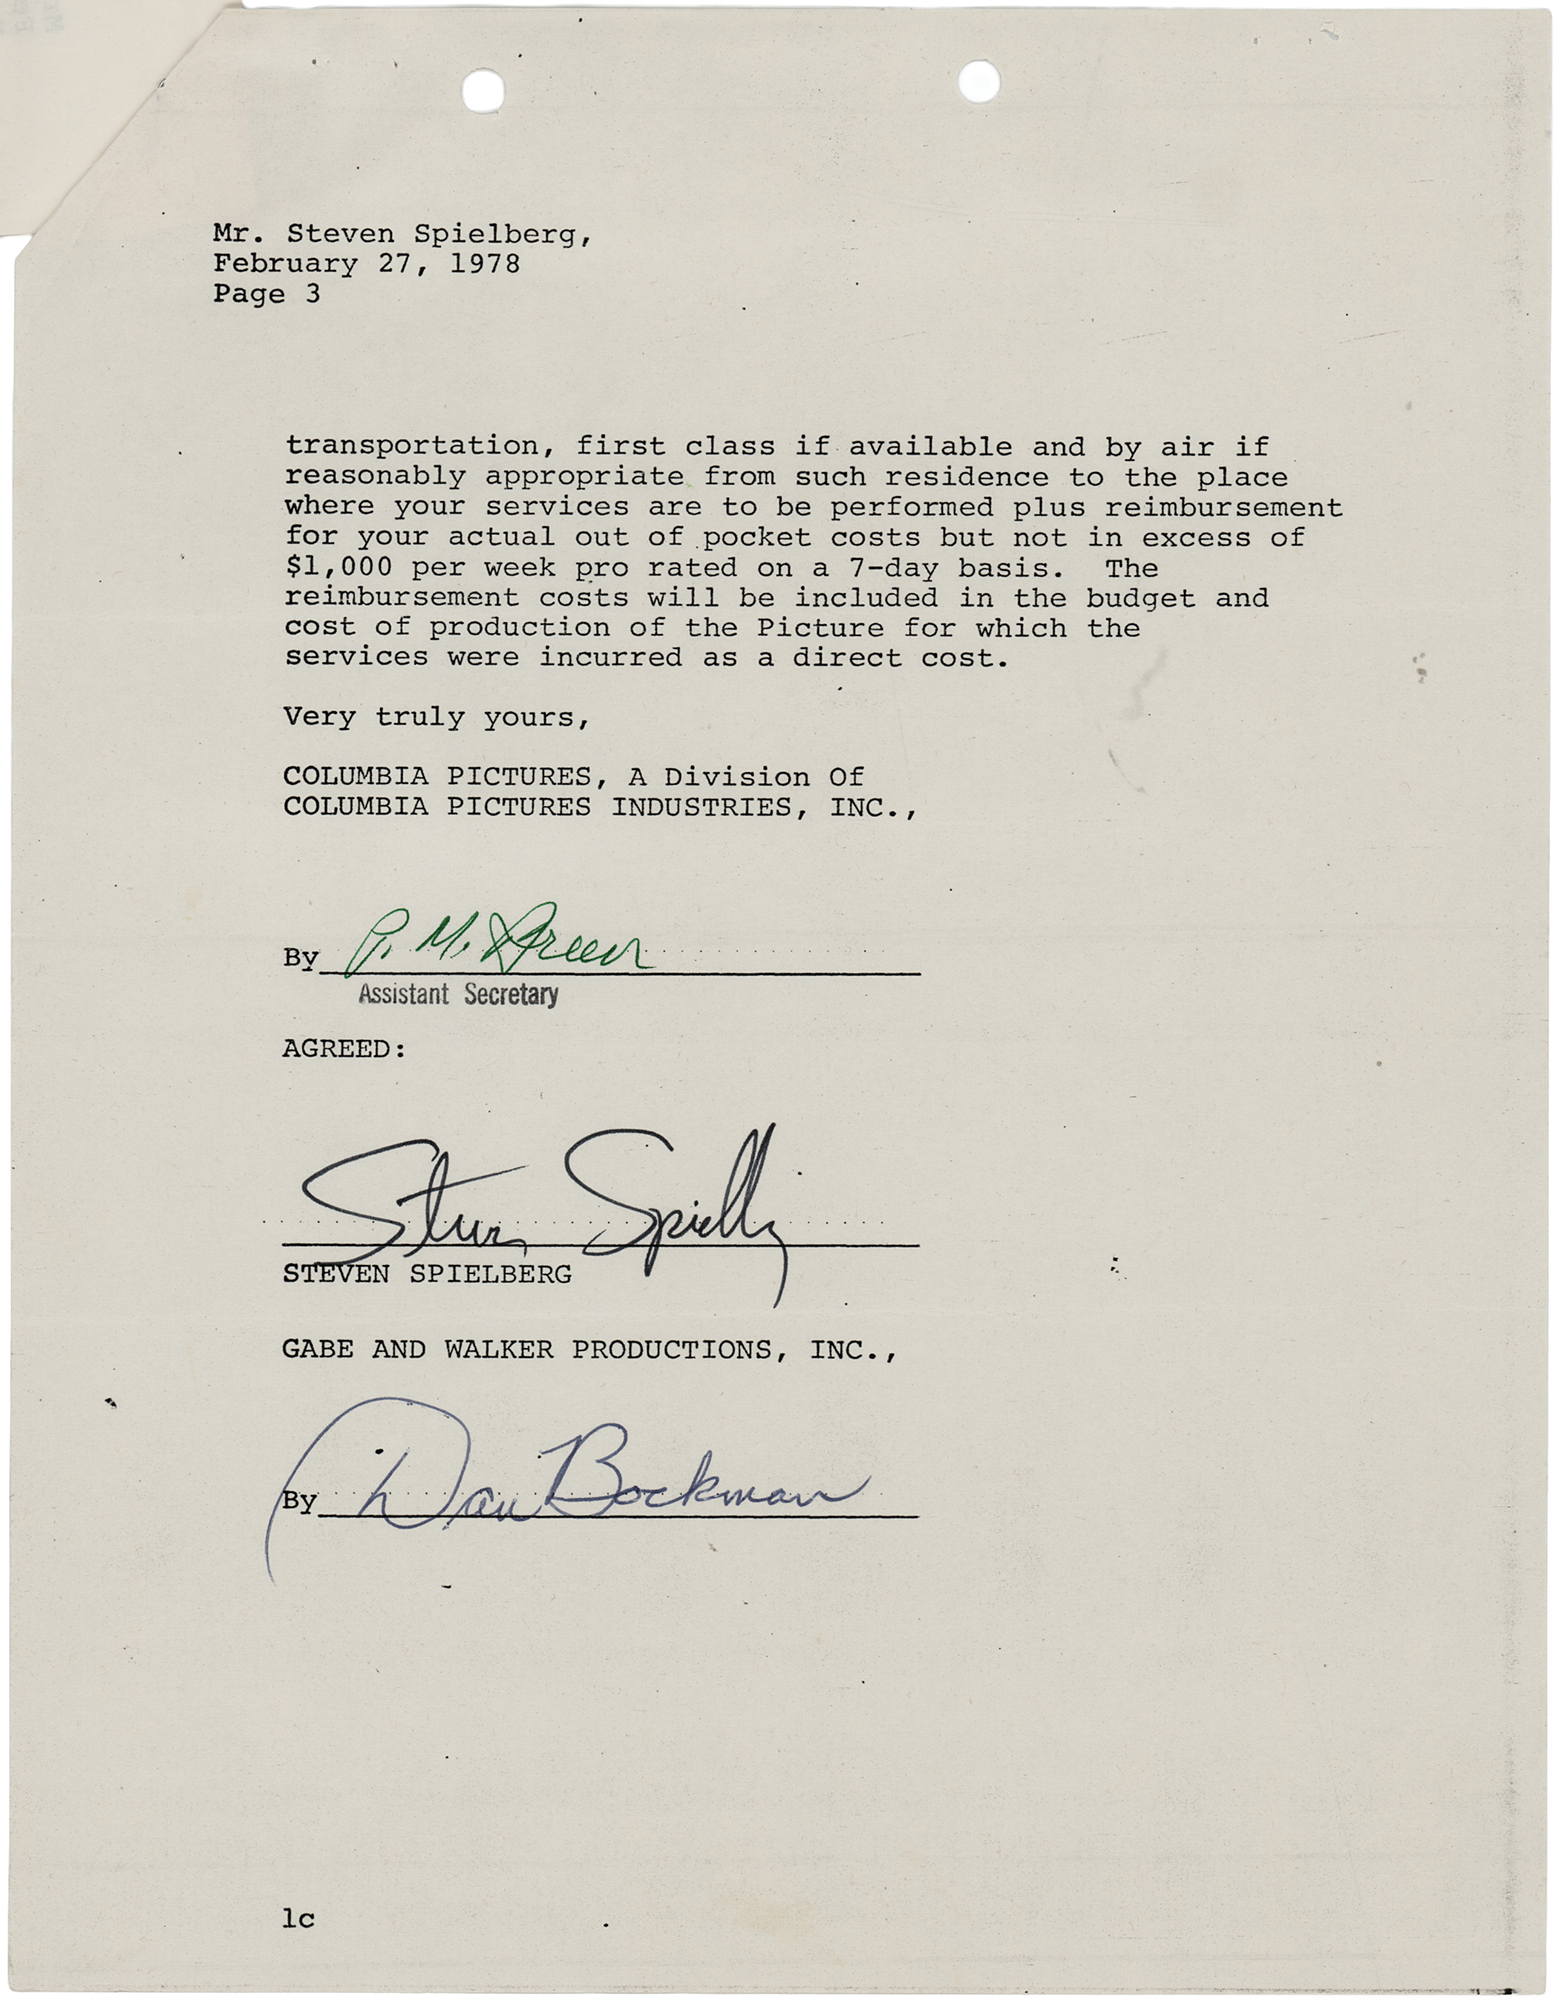 Mr. Steven Spielberg,
February 27, 1978
Page 3
transportation, first class if available and by air if
reasonably appropriate from such residence to the place
where your services are to be performed plus reimbursement
for your actual out of pocket costs but not in excess of
$1,000 per week pro rated on a 7-day basis.  The
reimbursement costs will be included in the budget and
cost of production of the Picture for which the
services were incurred as a direct cost.
Very truly yours,
COLUMBIA PICTURES, A Division Of
COLUMBIA PICTURES INDUSTRIES, INC.,
By
Assistant Secretary
AGREED:
Steven Spielberg
STEVEN SPIELBERG
GABE AND WALKER PRODUCTIONS, INC.,
By Dan Bockman
lc